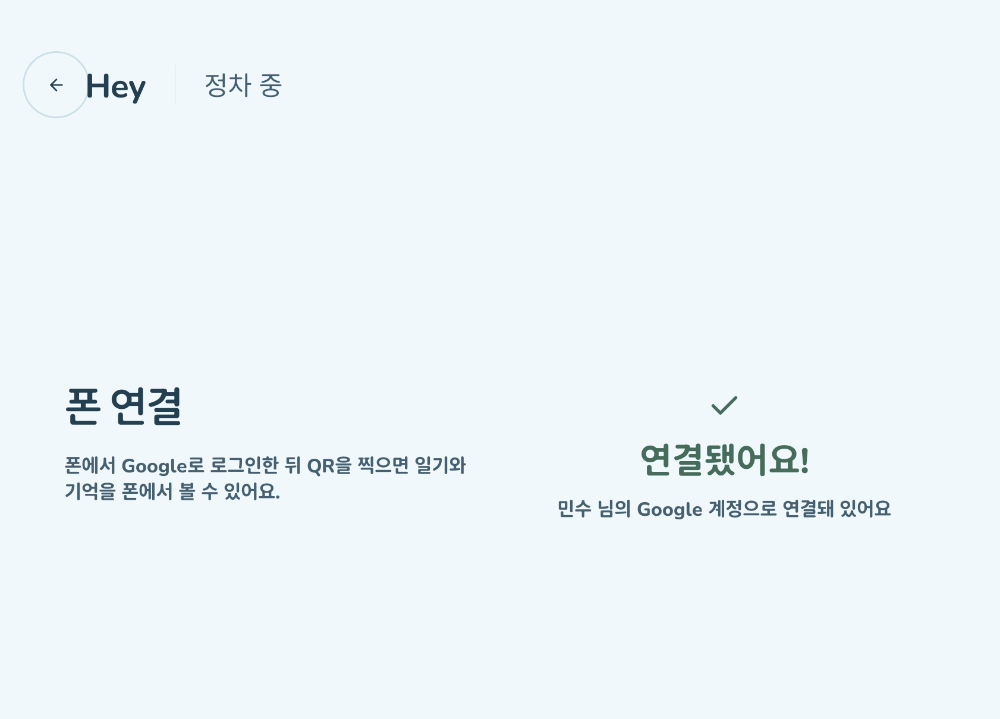 Hey
정차 중
폰 연결
폰에서 Google로 로그인한 뒤 QR을 찍으면 일기와
기억을 폰에서 볼 수 있어요.
연결됐어요!
민수 님의 Google 계정으로 연결돼 있어요